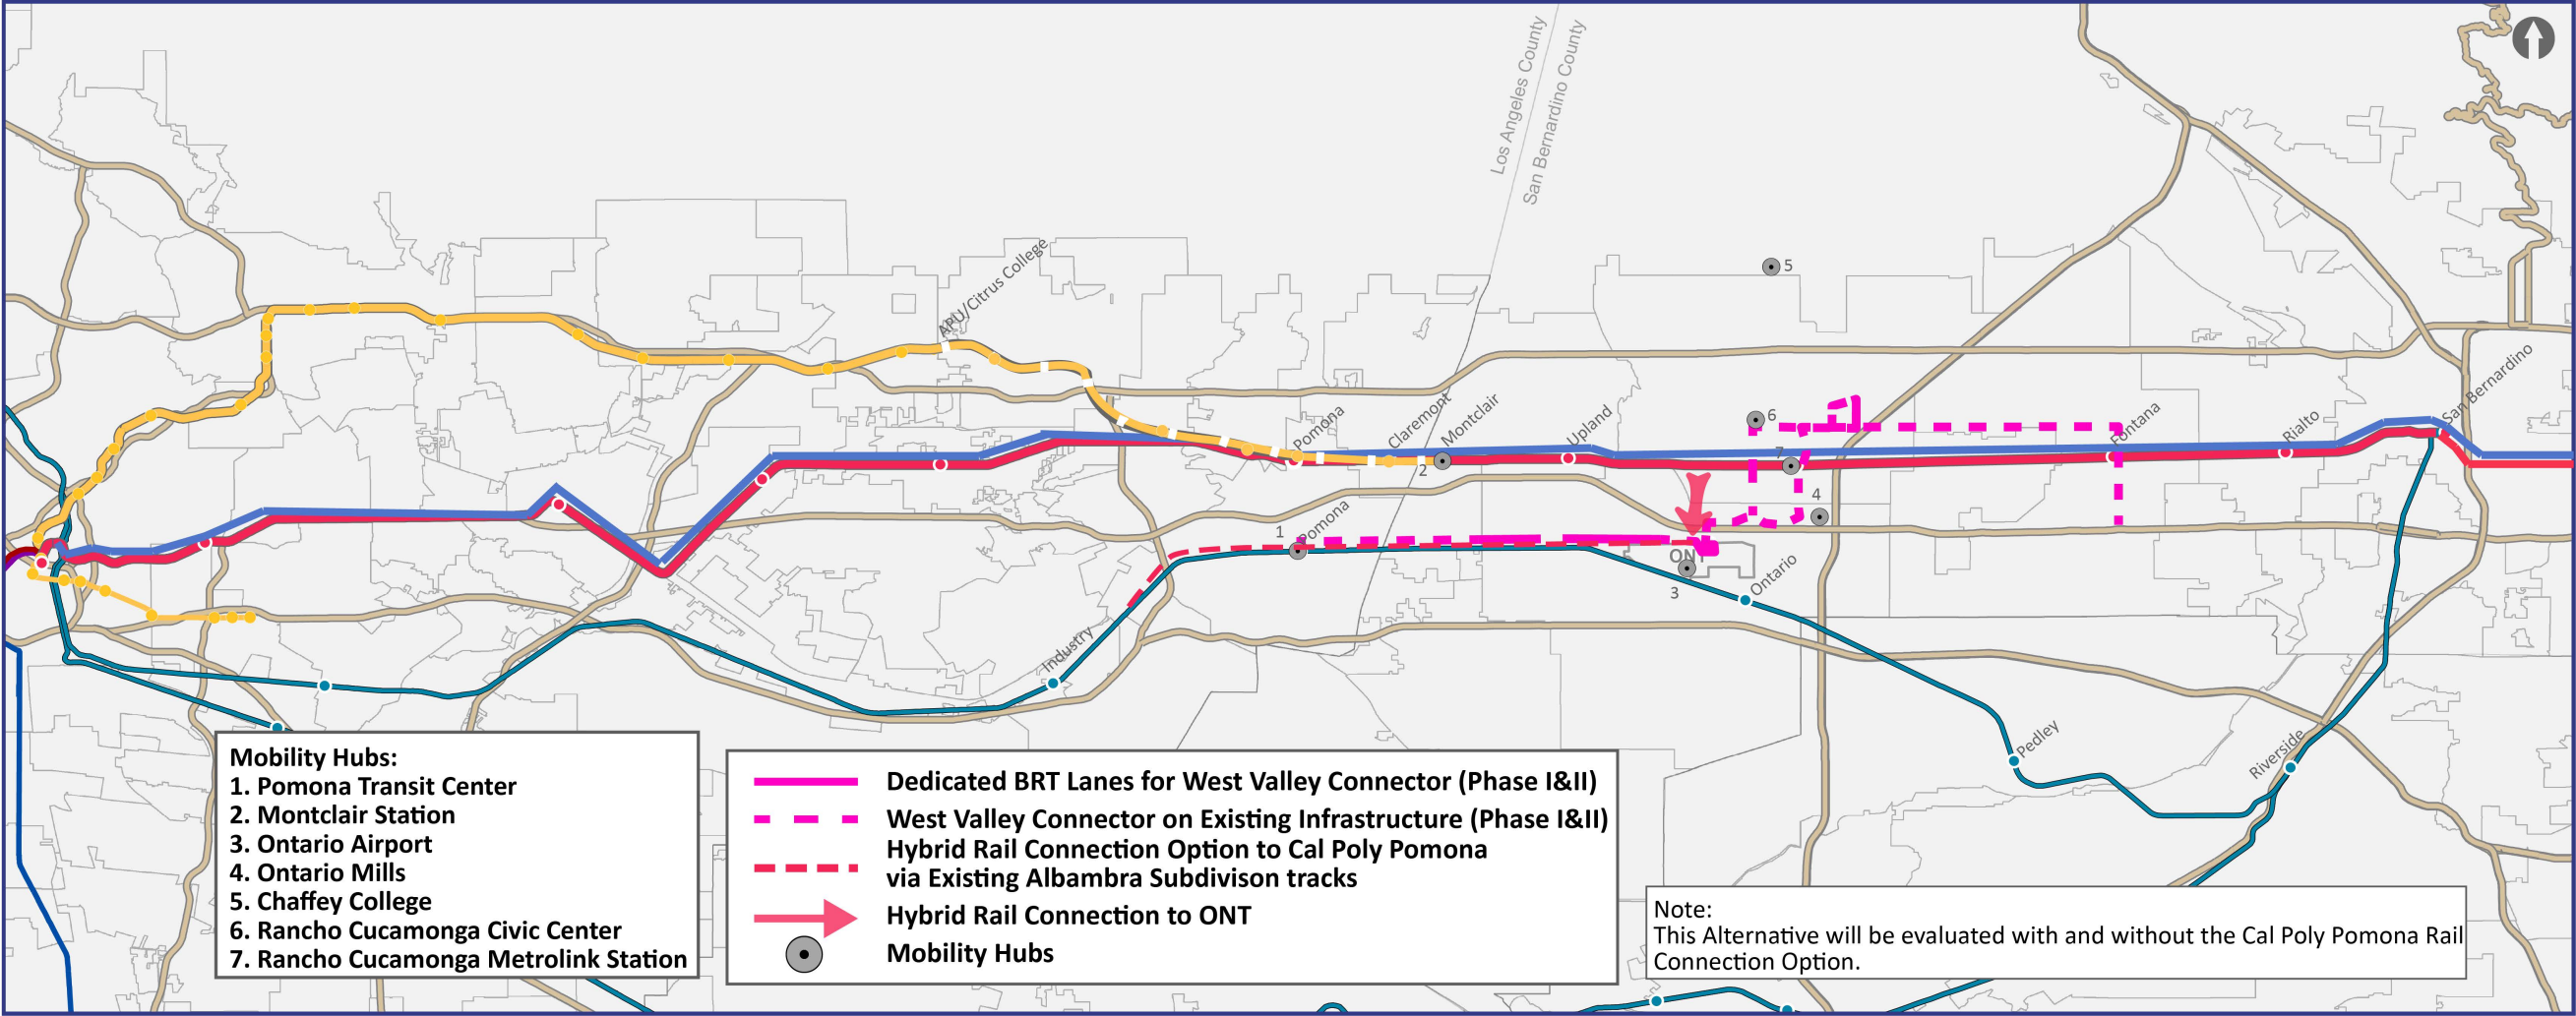 Los Angeles County
San Bernardino County
APU/Citrus College
5
Pomona
Claremont
Montclair
Upland
6
7
4
Fontana
Rialto
San Bernardino
2
1
Pomona
ONT
3
Ontario
Industry
Pedley
Riverside
Mobility Hubs:
1. Pomona Transit Center
2. Montclair Station
3. Ontario Airport
4. Ontario Mills
5. Chaffey College
6. Rancho Cucamonga Civic Center
7. Rancho Cucamonga Metrolink Station
Dedicated BRT Lanes for West Valley Connector (Phase I&II)
West Valley Connector on Existing Infrastructure (Phase I&II)
Hybrid Rail Connection Option to Cal Poly Pomona
via Existing Albambra Subdivison tracks
Hybrid Rail Connection to ONT
Mobility Hubs
Note:
This Alternative will be evaluated with and without the Cal Poly Pomona Rail
Connection Option.